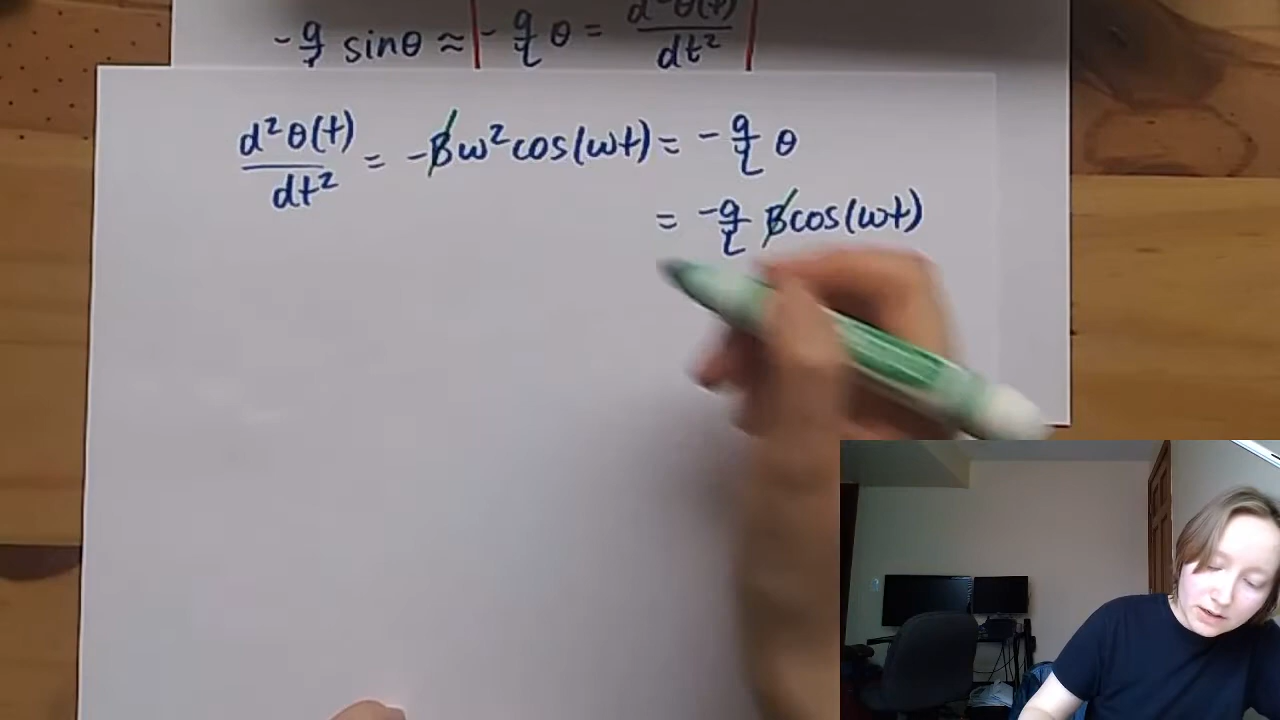 -g/l sinθ ≈ -g/l θ = d²θ(t)/dt²
d²θ(t)/dt² = -βω²cos(ωt) = -g/l θ
= -g/l βcos(ωt)